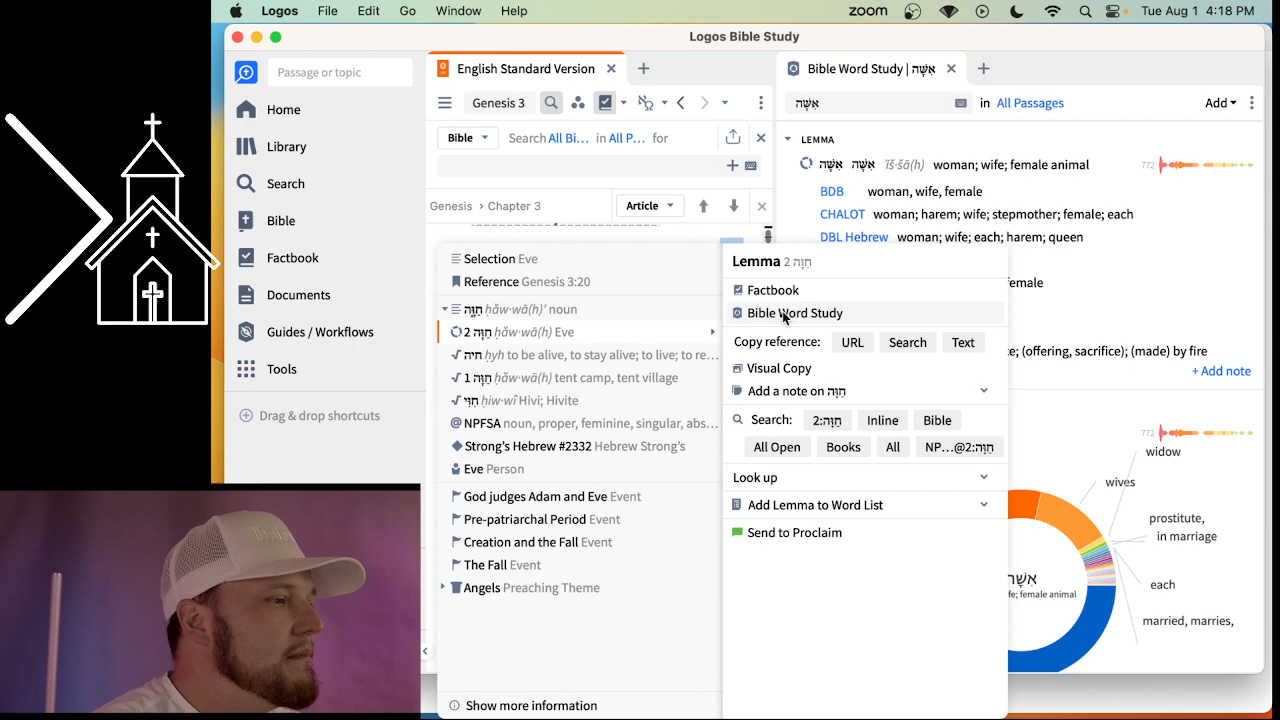 Logos File Edit Go Window Help
zoom Tue Aug 1 4:18 PM
Logos Bible Study
Passage or topic
Home
Library
Search
Bible
Factbook
Documents
Guides / Workflows
Tools
Drag & drop shortcuts
English Standard Version
Genesis 3
Bible Search All Bi... in All P... for
Genesis › Chapter 3 Article
Selection Eve
Reference Genesis 3:20
ḥăw·wā(h)′ noun
2 חַוָּה ḥăw·wā(h) Eve
חיה ḥyh to be alive, to stay alive; to live; to re...
1 חַוָּה ḥăw·wā(h) tent camp, tent village
חִוִּי ḥiw·wî Hivi; Hivite
@ NPFSA noun, proper, feminine, singular, abs...
Strong's Hebrew #2332 Hebrew Strong's
Eve Person
God judges Adam and Eve Event
Pre-patriarchal Period Event
Creation and the Fall Event
The Fall Event
Angels Preaching Theme
Show more information
Lemma 2 חַוָּה
Factbook
Bible Word Study
Copy reference: URL Search Text
Visual Copy
Add a note on חַוָּה
Search: חַוָּה:2 Inline Bible
All Open Books All NP...@חַוָּה:2
Look up
Add Lemma to Word List
Send to Proclaim
Bible Word Study | אִשָּׁה
אִשָּׁה in All Passages Add
LEMMA
אִשָּׁה אִשָּׁה ʾiš·šā(h) woman; wife; female animal 772
BDB woman, wife, female
CHALOT woman; harem; wife; stepmother; female; each
DBL Hebrew woman; wife; each; harem; queen
female
e; (offering, sacrifice); (made) by fire
+ Add note
772
widow
wives
prostitute,
in marriage
each
married, marries,
אִשָּׁה
fe; female animal